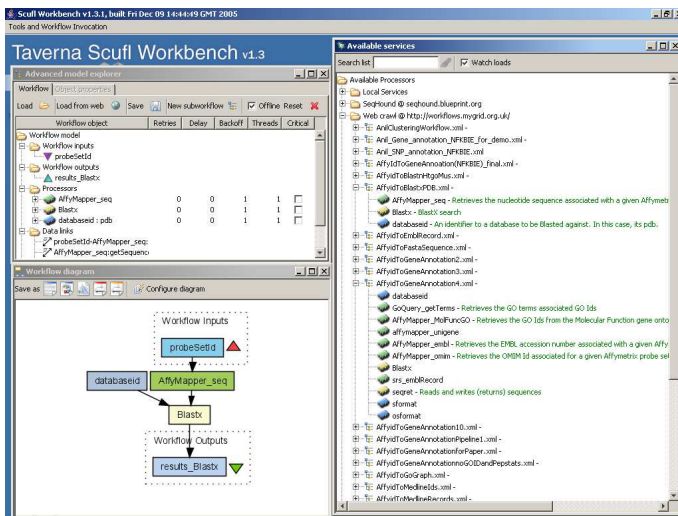 Scufl Workbench v1.3.1, built Fri Dec 09 14:44:49 GMT 2005
Tools and Workflow Invocation
Taverna Scufl Workbench v1.3
Advanced model explorer
Workflow Object properties
Load Load from web Save New subworkflow Offline Reset
Workflow object Retries Delay Backoff Threads Critical
Workflow model
Workflow inputs
probeSetId
Workflow outputs
results_Blastx
Processors
AffyMapper_seq 0 0 1 1
Blastx 0 0 1 1
databaseid : pdb 0 0 1 1
Data links
probeSetId-AffyMapper_seq:
AffyMapper_seq:getSequenc
Workflow diagram
Save as Configure diagram
Workflow Inputs
probeSetId
databaseid AffyMapper_seq
Blastx
Workflow Outputs
results_Blastx
Available services
Search list Watch loads
Available Processors
Local Services
SeqHound @ seqhound.blueprint.org
Web crawl @ http://workflows.mygrid.org.uk/
AnilClusteringWorkflow.xml -
Anil_Gene_annotation_NFKBIE_for_demo.xml -
Anil_SNP_annotation_NFKBIE.xml
AffyIdToGeneAnnoation(NFKBIE)_final.xml -
AffyidToBlastnHtgoMus.xml -
AffyidToBlastxPDB.xml -
AffyMapper_seq - Retrieves the nucleotide sequence associated with a given Affymetri
Blastx - BlastX search
databaseid - An identifier to a database to be Blasted against. In this case, its pdb.
AffyidToEmblRecord.xml -
AffyidToFastaSequence.xml -
AffyidToGeneAnnotation2.xml -
AffyidToGeneAnnotation3.xml -
AffyidToGeneAnnotation4.xml -
databaseid
GoQuery_getTerms - Retrieves the GO terms associated GO Ids
AffyMapper_MolFuncGO - Retrieves the GO Ids from the Molecular Function gene onto
affymapper_unigene
AffyMapper_embl - Retrieves the EMBL accession number associated with a given Affy
AffyMapper_omim - Retrieves the OMIM Id associated for a given Affymetrix probe se
Blastx
srs_emblRecord
seqret - Reads and writes (returns) sequences
sformat
osformat
AffyidToGeneAnnotation10.xml -
AffyidToGeneAnnotationPipeline1.xml -
AffyidToGeneAnnotationforPaper.xml -
AffyidToGeneAnnotationnoGOIDandPepstats.xml -
AffyidToGoGraph.xml -
AffyidToMedlineIds.xml -
AffyidToMedlineRecords.xml -